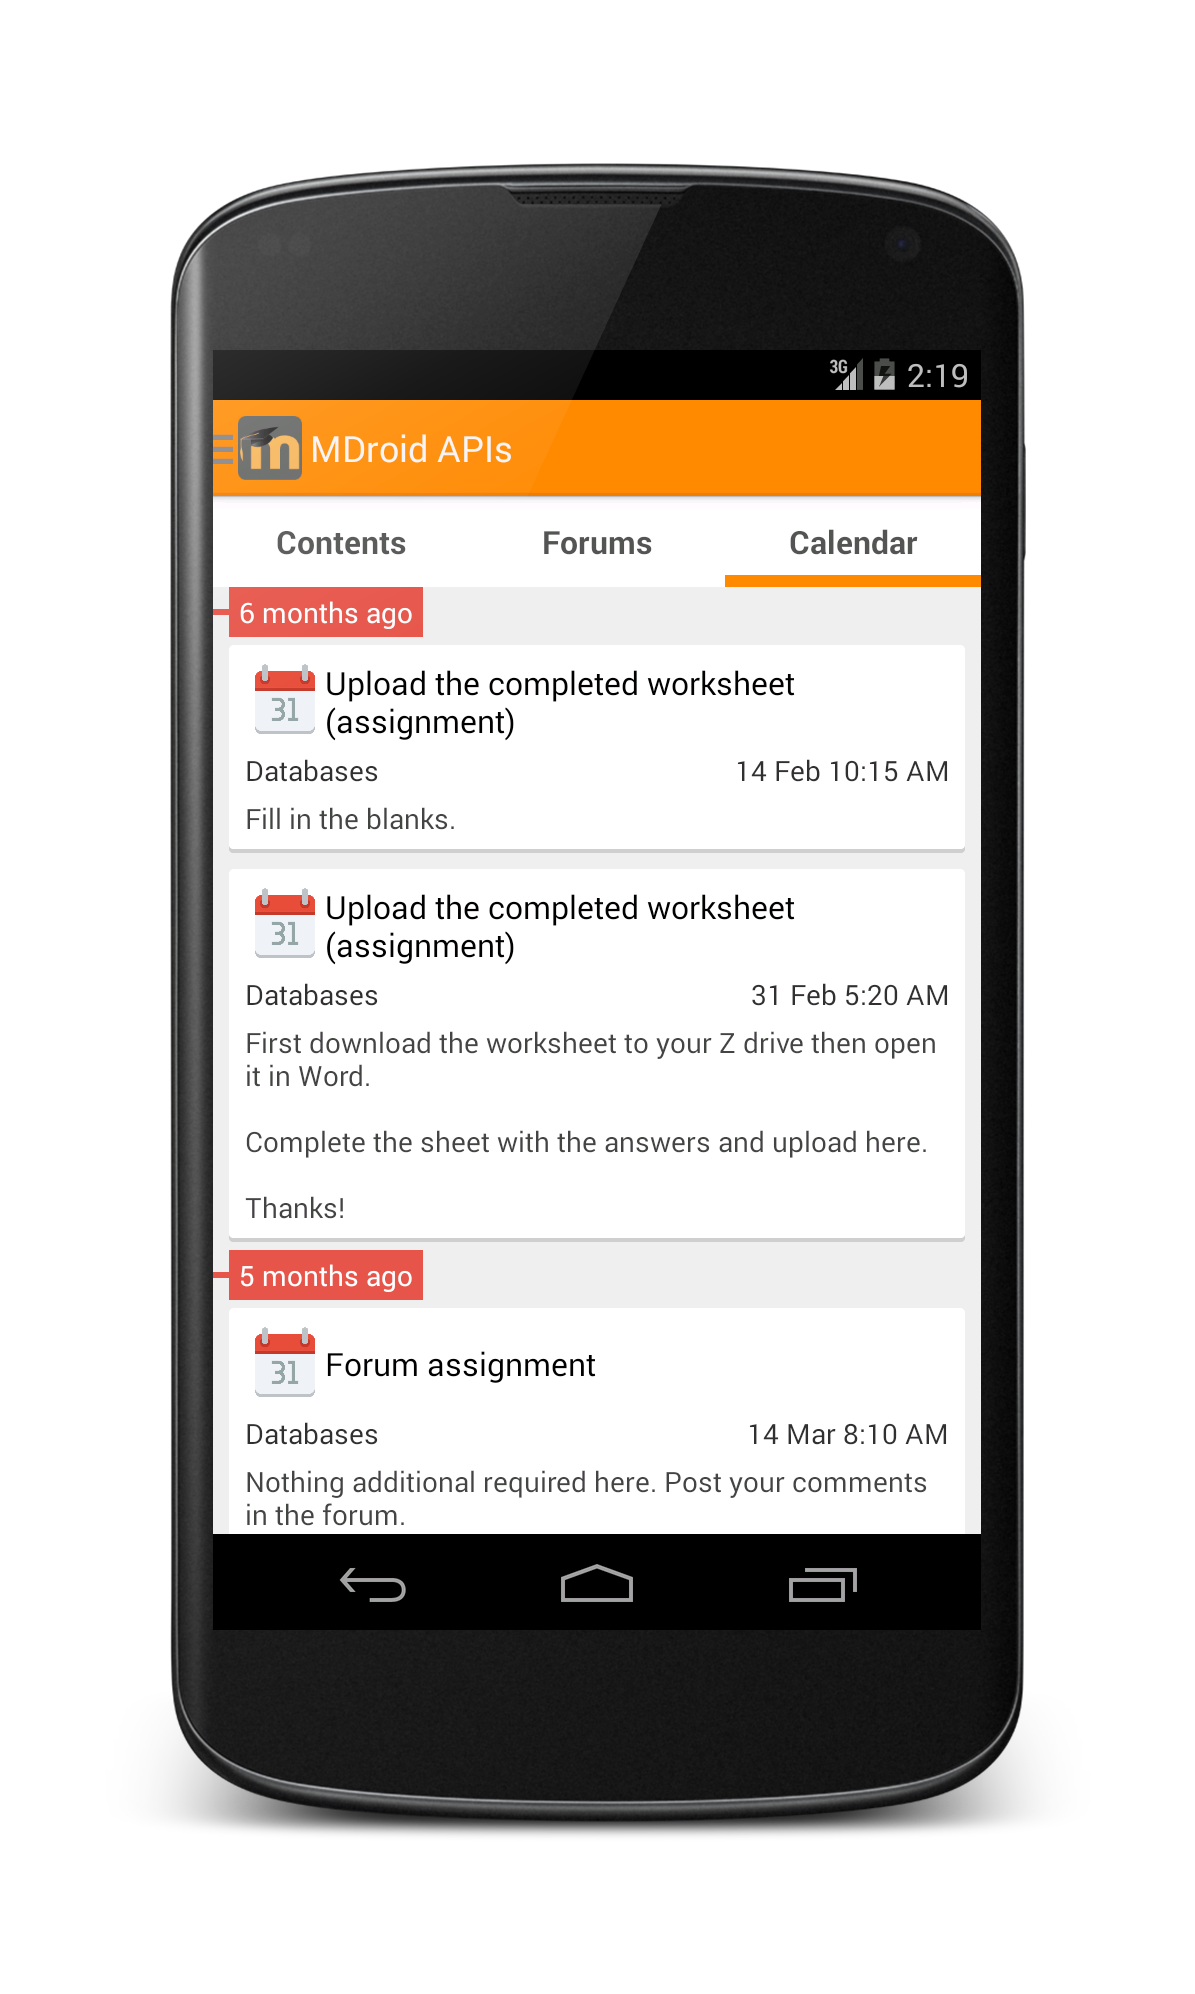 3G 2:19
m MDroid APIs
Contents Forums Calendar
6 months ago
31 Upload the completed worksheet
(assignment)
Databases 14 Feb 10:15 AM
Fill in the blanks.
31 Upload the completed worksheet
(assignment)
Databases 31 Feb 5:20 AM
First download the worksheet to your Z drive then open
it in Word.
Complete the sheet with the answers and upload here.
Thanks!
5 months ago
31 Forum assignment
Databases 14 Mar 8:10 AM
Nothing additional required here. Post your comments
in the forum.